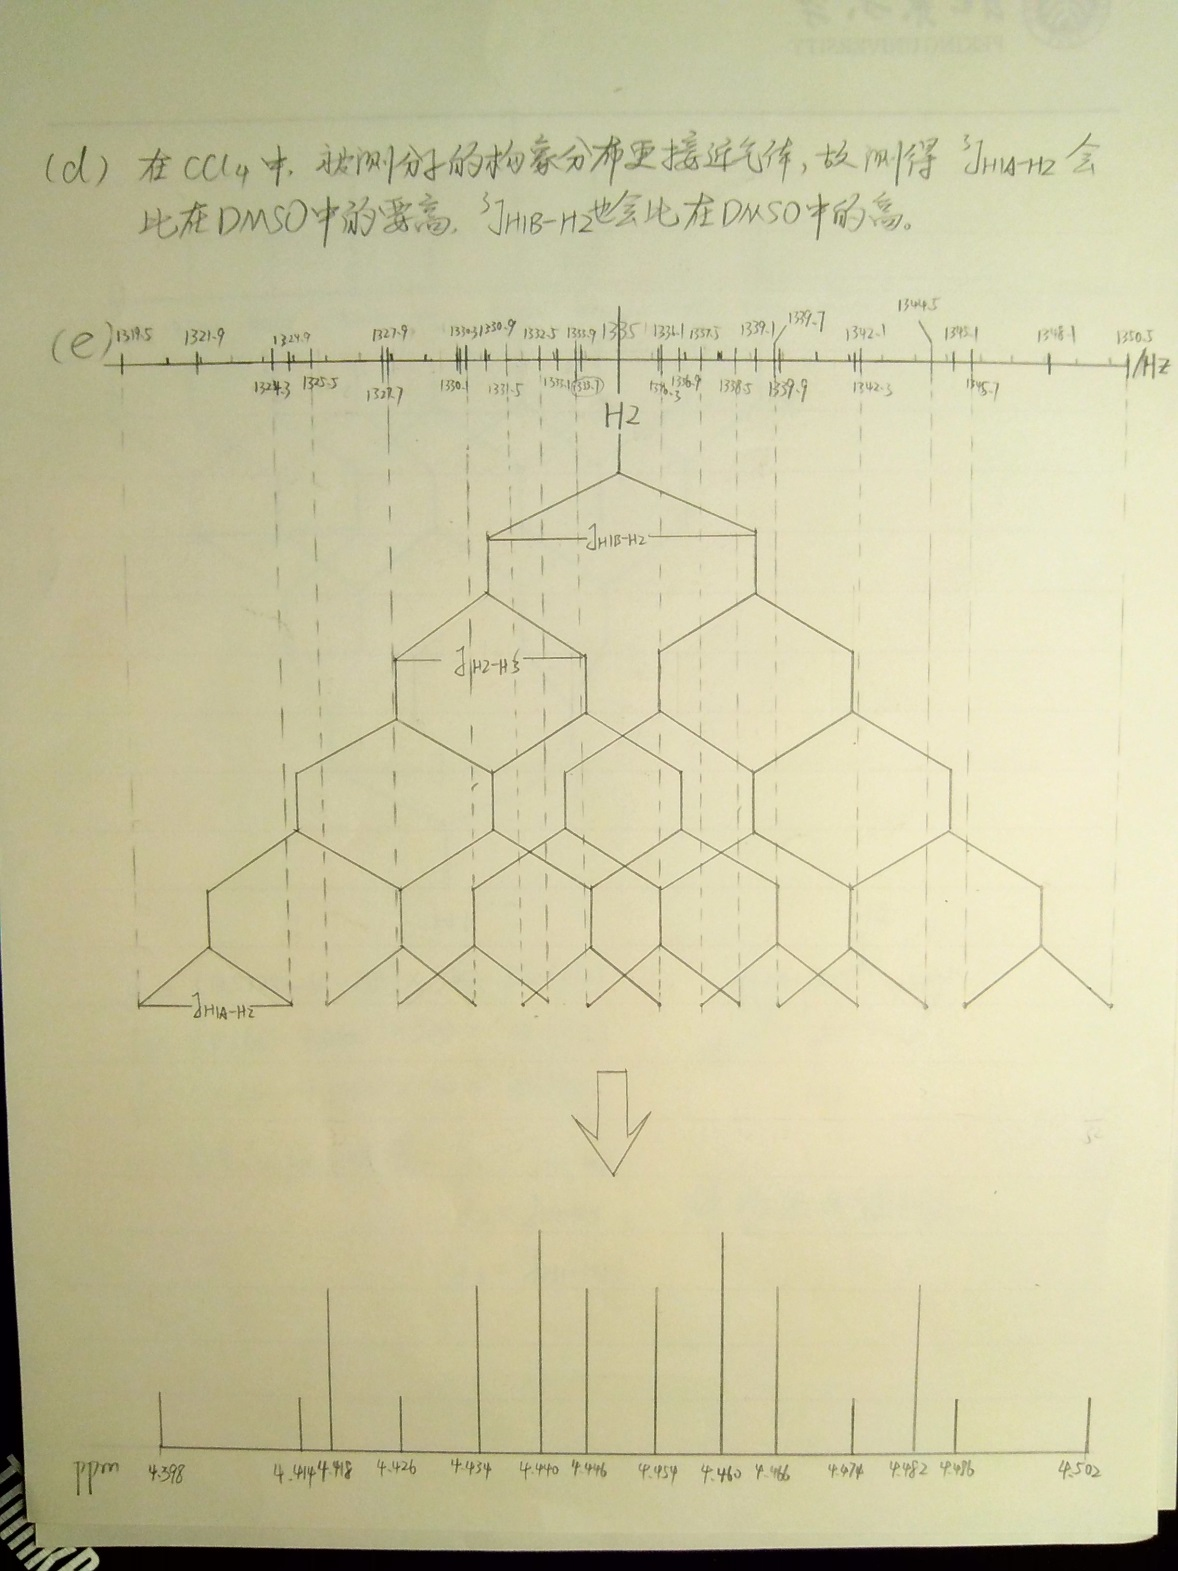 PEKING UNIVERSITY
(d) 在CCl4中,被测分子的构象分布更接近气体,故测得 ³JH1A-H2 会
比在DMSO中的要高. ³JH1B-H2也会比在DMSO中的高。
1319.5 1321.9 1324.9 1327.9 1330.3 1330.9 1332.5 1333.9 1335 1336.1 1337.5 1339.1 1339.7 1342.1 1344.5 1345.1 1348.1 1350.5
(e) /Hz
1324.3 1325.5 1327.7 1330.1 1331.5 1333.1 1333.7 1336.3 1336.9 1338.5 1339.9 1342.3 1345.7
H2
JH1B-H2
JH2-H3
JH1A-H2
ppm 4.398 4.414 4.418 4.426 4.434 4.440 4.446 4.454 4.460 4.466 4.474 4.482 4.486 4.502